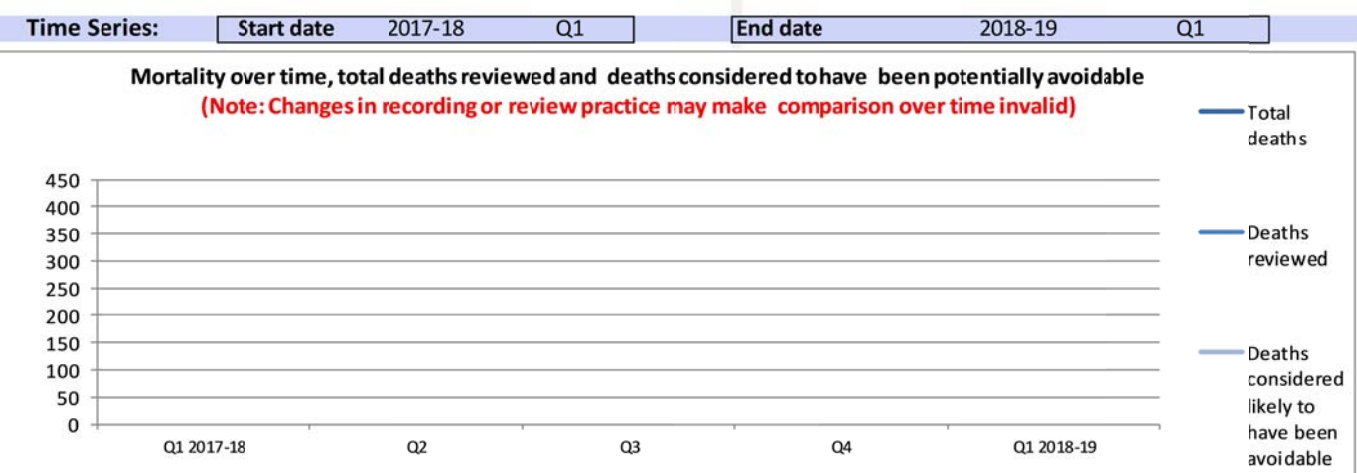 Time Series: Start date 2017-18 Q1 End date 2018-19 Q1
Mortality over time, total deaths reviewed and deaths considered to have been potentially avoidable
(Note: Changes in recording or review practice may make comparison over time invalid)
Total
deaths
Deaths
reviewed
Deaths
considered
likely to
have been
avoidable
450
400
350
300
250
200
150
100
50
0
Q1 2017-18 Q2 Q3 Q4 Q1 2018-19